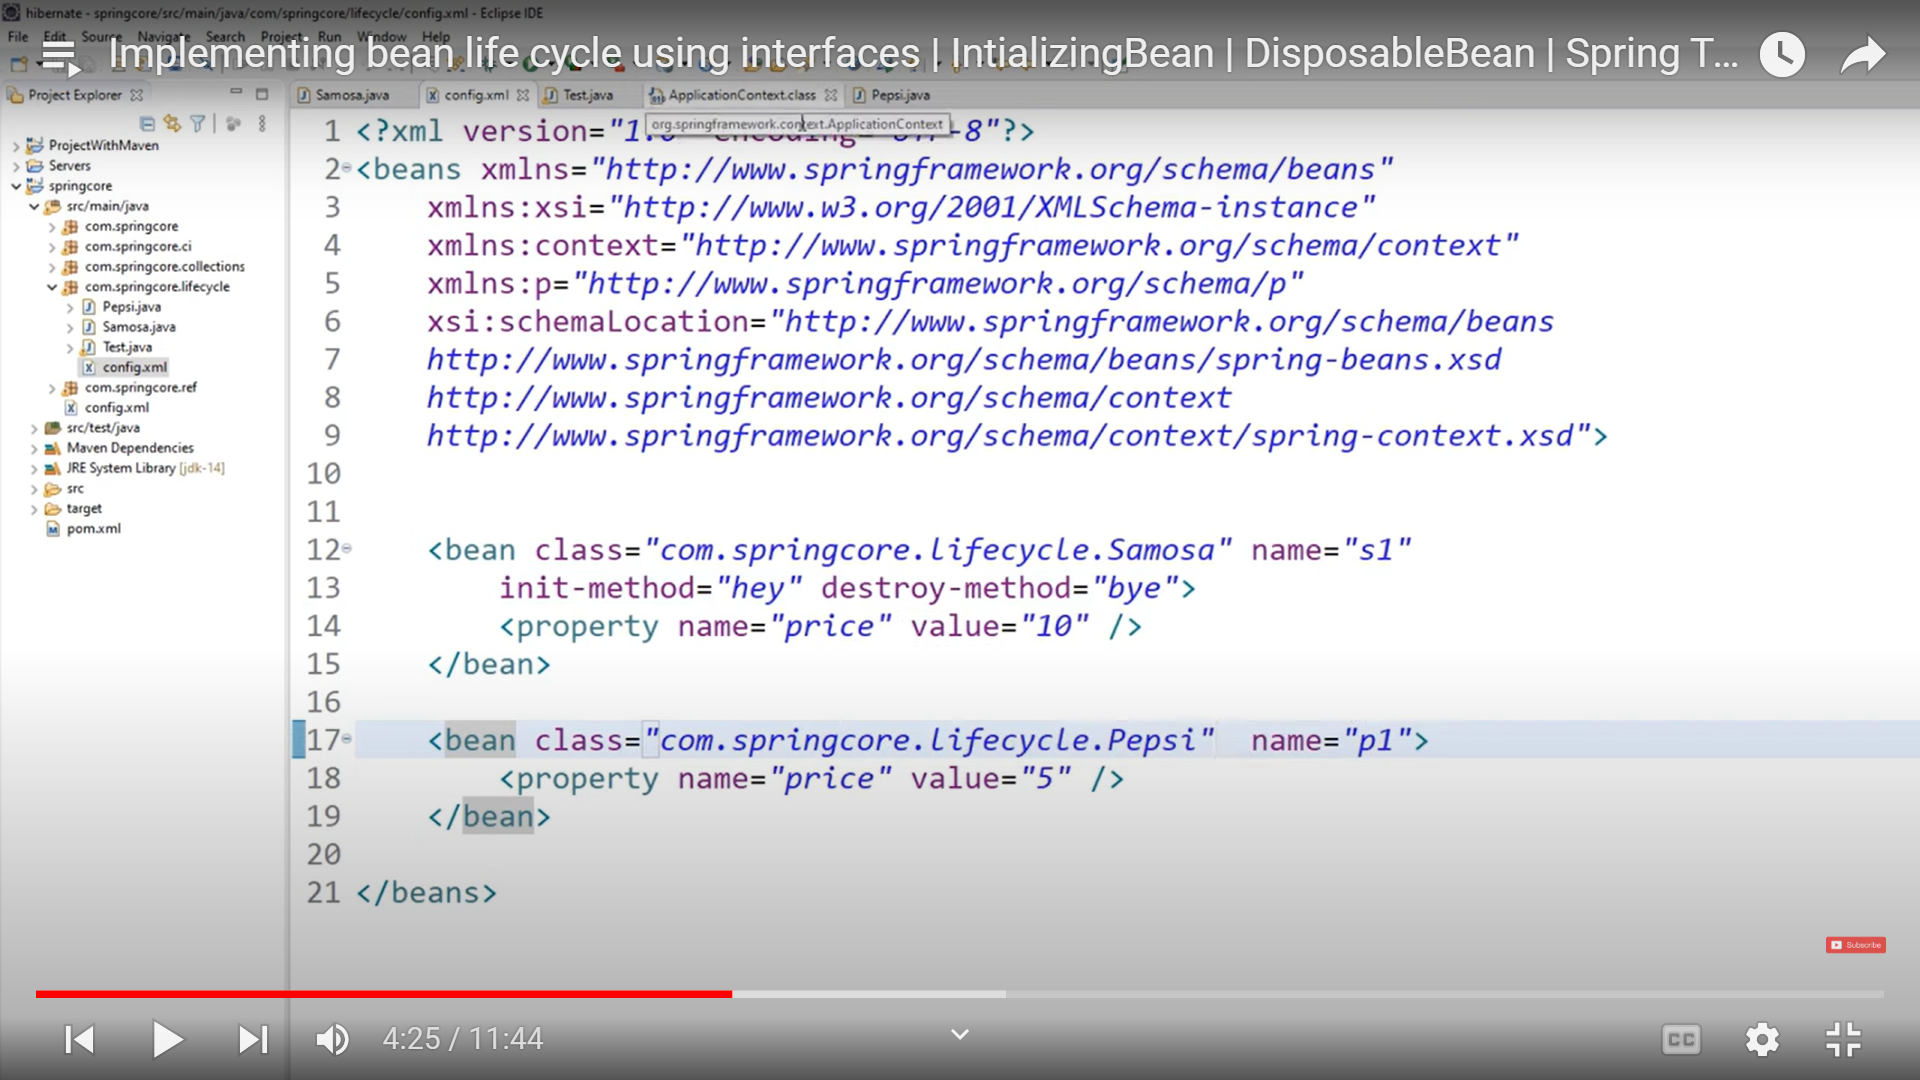 hibernate - springcore/src/main/java/com/springcore/lifecycle/config.xml - Eclipse IDE
File Edit Source Navigate Search Project Run Window Help
Implementing bean life cycle using interfaces | IntializingBean | DisposableBean | Spring T...
Project Explorer
Samosa.java config.xml Test.java ApplicationContext.class Pepsi.java
org.springframework.context.ApplicationContext
ProjectWithMaven
Servers
springcore
src/main/java
com.springcore
com.springcore.ci
com.springcore.collections
com.springcore.lifecycle
Pepsi.java
Samosa.java
Test.java
config.xml
com.springcore.ref
config.xml
src/test/java
Maven Dependencies
JRE System Library [jdk-14]
src
target
pom.xml
1 <?xml version="1.0" encoding="UTF-8"?>
2 <beans xmlns="http://www.springframework.org/schema/beans"
3 xmlns:xsi="http://www.w3.org/2001/XMLSchema-instance"
4 xmlns:context="http://www.springframework.org/schema/context"
5 xmlns:p="http://www.springframework.org/schema/p"
6 xsi:schemaLocation="http://www.springframework.org/schema/beans
7 http://www.springframework.org/schema/beans/spring-beans.xsd
8 http://www.springframework.org/schema/context
9 http://www.springframework.org/schema/context/spring-context.xsd">
10
11
12 <bean class="com.springcore.lifecycle.Samosa" name="s1"
13 init-method="hey" destroy-method="bye">
14 <property name="price" value="10" />
15 </bean>
16
17 <bean class="com.springcore.lifecycle.Pepsi" name="p1">
18 <property name="price" value="5" />
19 </bean>
20
21 </beans>
Subscribe
4:25 / 11:44
CC